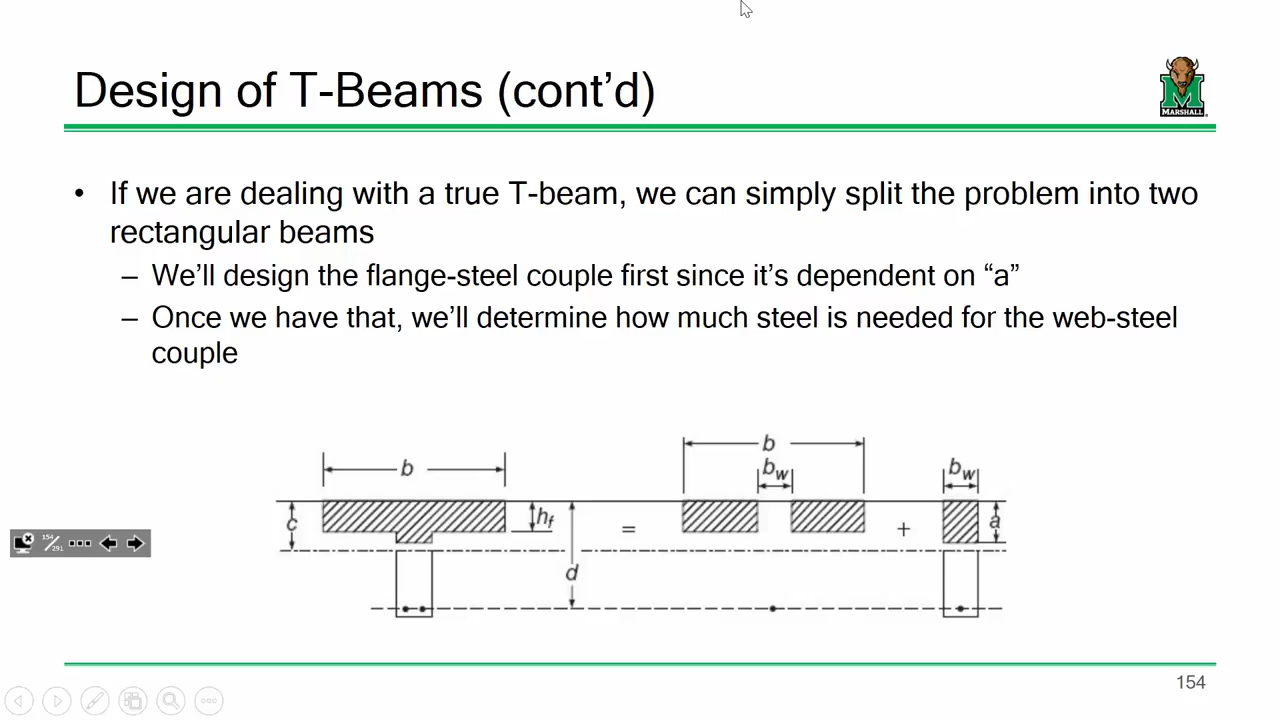 Design of T-Beams (cont’d)
MARSHALL
• If we are dealing with a true T-beam, we can simply split the problem into two
rectangular beams
– We’ll design the flange-steel couple first since it’s dependent on “a”
– Once we have that, we’ll determine how much steel is needed for the web-steel
couple
b
b
bw
bw
c
hf
=
+
a
d
154/291
154